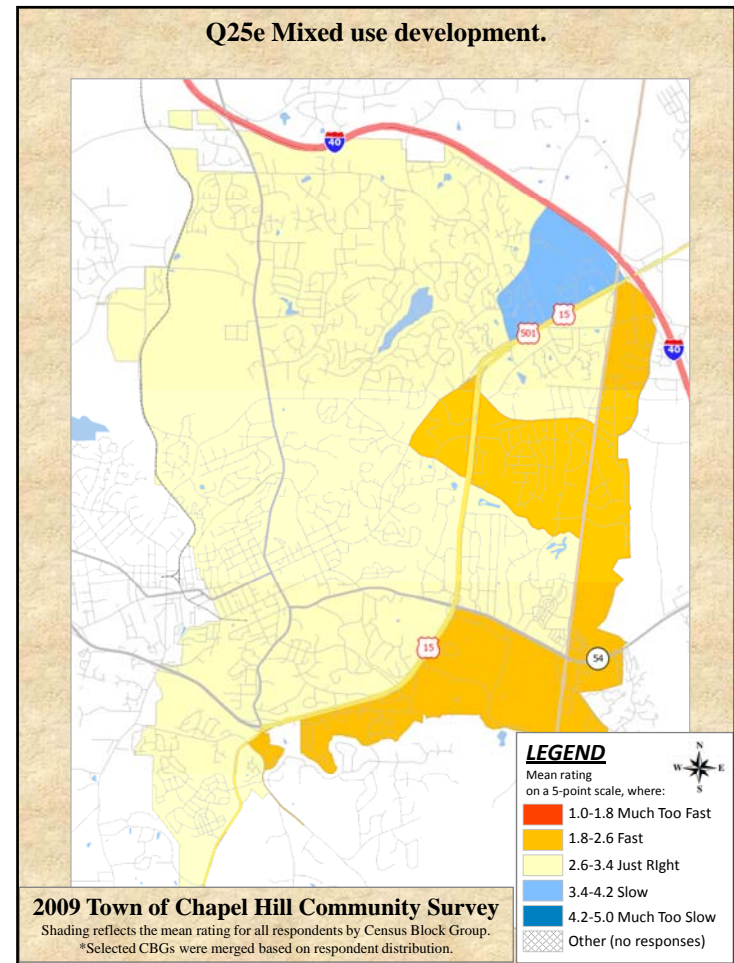 Q25e Mixed use development.
40
15
501
40
15
54
LEGEND
N
W E
S
Mean rating
on a 5-point scale, where:
1.0-1.8 Much Too Fast
1.8-2.6 Fast
2.6-3.4 Just RIght
3.4-4.2 Slow
4.2-5.0 Much Too Slow
Other (no responses)
2009 Town of Chapel Hill Community Survey
Shading reflects the mean rating for all respondents by Census Block Group.
*Selected CBGs were merged based on respondent distribution.